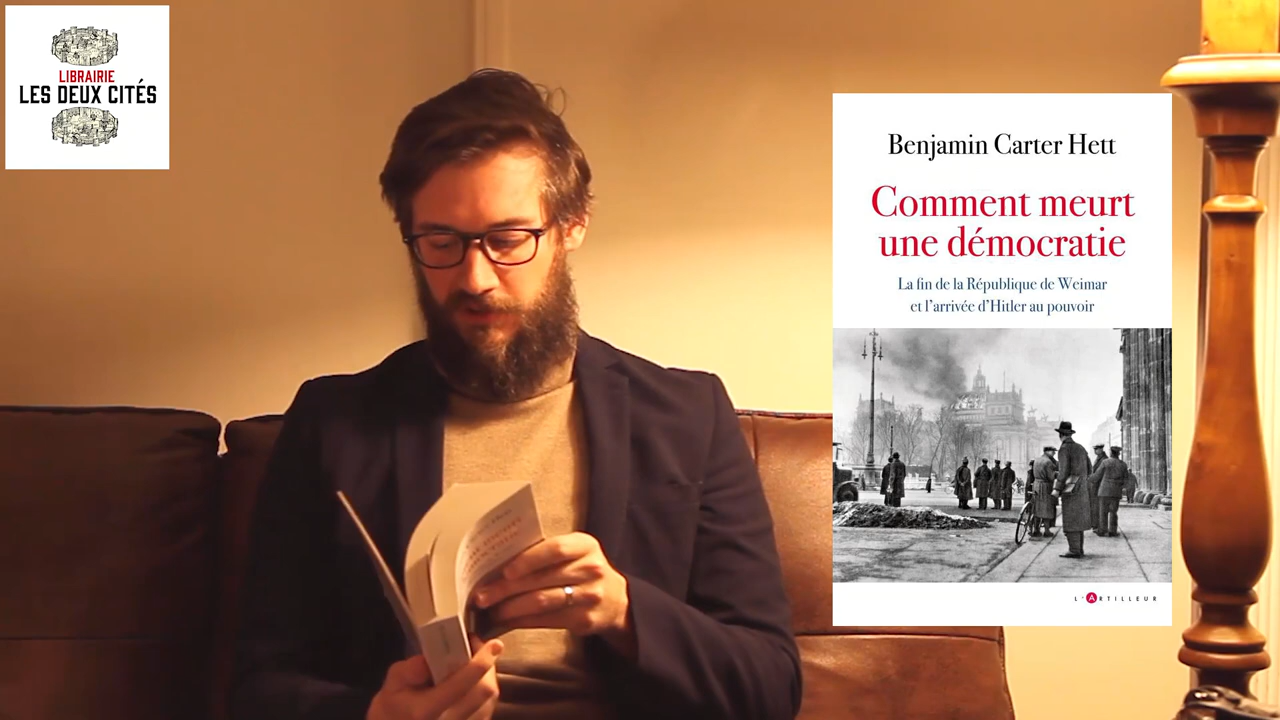 LIBRAIRIE
LES DEUX CITÉS
Benjamin Carter Hett
Comment meurt
une démocratie
La fin de la République de Weimar
et l'arrivée d'Hitler au pouvoir
L'ARTILLEUR